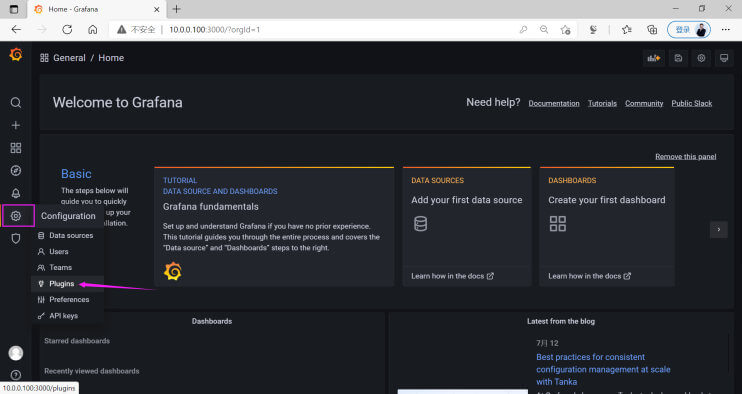 Home - Grafana
不安全 | 10.0.0.100:3000/?orgId=1
登录
General / Home
Welcome to Grafana
Need help? Documentation Tutorials Community Public Slack
Remove this panel
Basic
The steps below will
guide you to quickly
up your
llation.
TUTORIAL
DATA SOURCE AND DASHBOARDS
Grafana fundamentals
Set up and understand Grafana if you have no prior experience.
This tutorial guides you through the entire process and covers the
"Data source" and "Dashboards" steps to the right.
DATA SOURCES
Add your first data source
Learn how in the docs
DASHBOARDS
Create your first dashboard
Learn how in the docs
Configuration
Data sources
Users
Teams
Plugins
Preferences
API keys
Dashboards
Starred dashboards
Recently viewed dashboards
Latest from the blog
7月 12
Best practices for consistent
configuration management at scale
with Tanka
10.0.0.100:3000/plugins